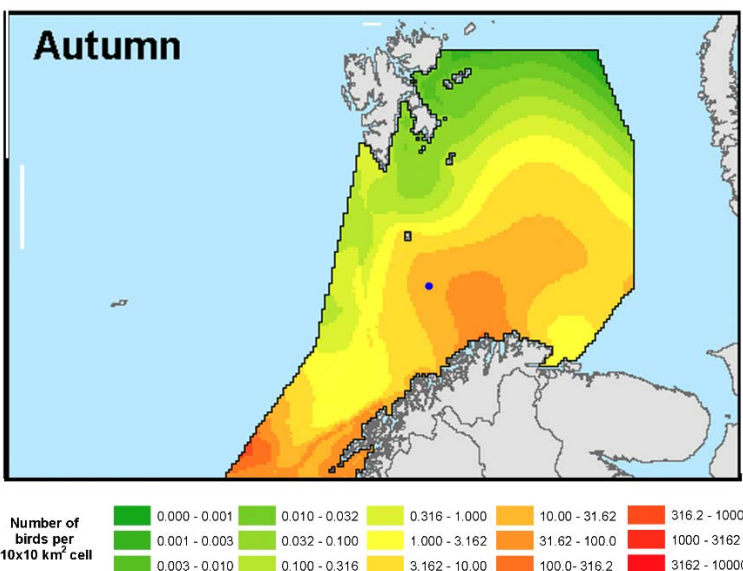 Autumn
Number of
birds per
10x10 km2 cell
0.000 - 0.001
0.001 - 0.003
0.003 - 0.010
0.010 - 0.032
0.032 - 0.100
0.100 - 0.316
0.316 - 1.000
1.000 - 3.162
3.162 - 10.00
10.00 - 31.62
31.62 - 100.0
100.0- 316.2
316.2 - 1000
1000 - 3162
3162 - 10000